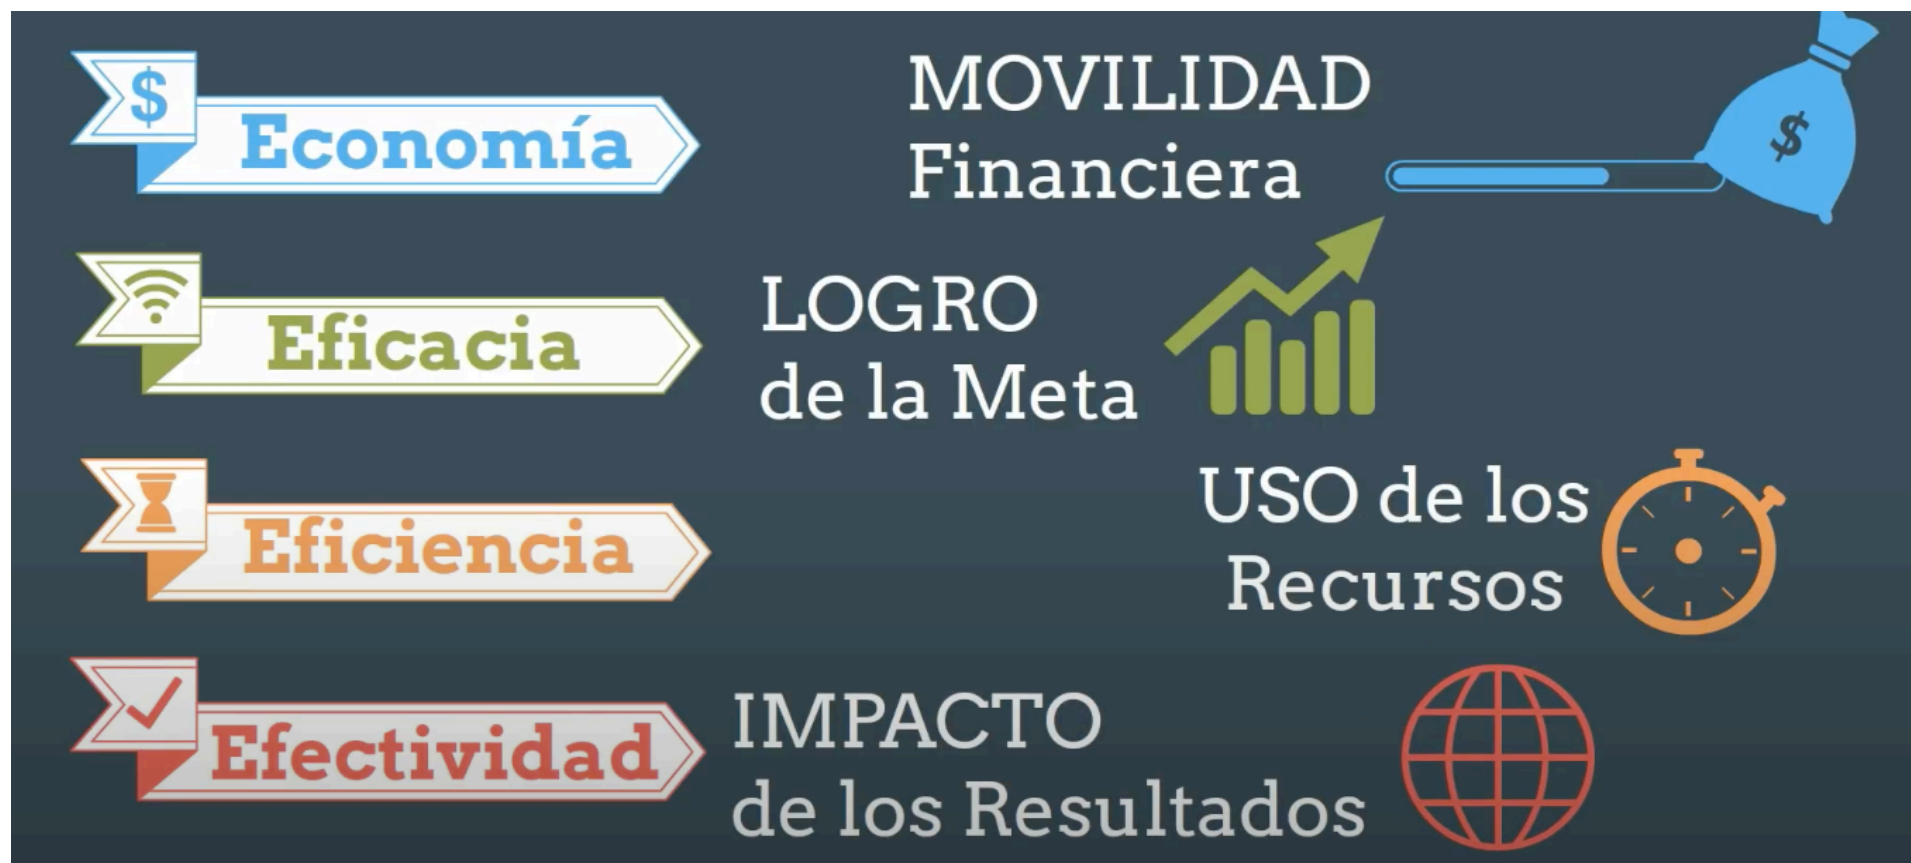 $
Economía
MOVILIDAD
Financiera
$
Eficacia
LOGRO
de la Meta
Eficiencia
USO de los
Recursos
Efectividad
IMPACTO
de los Resultados